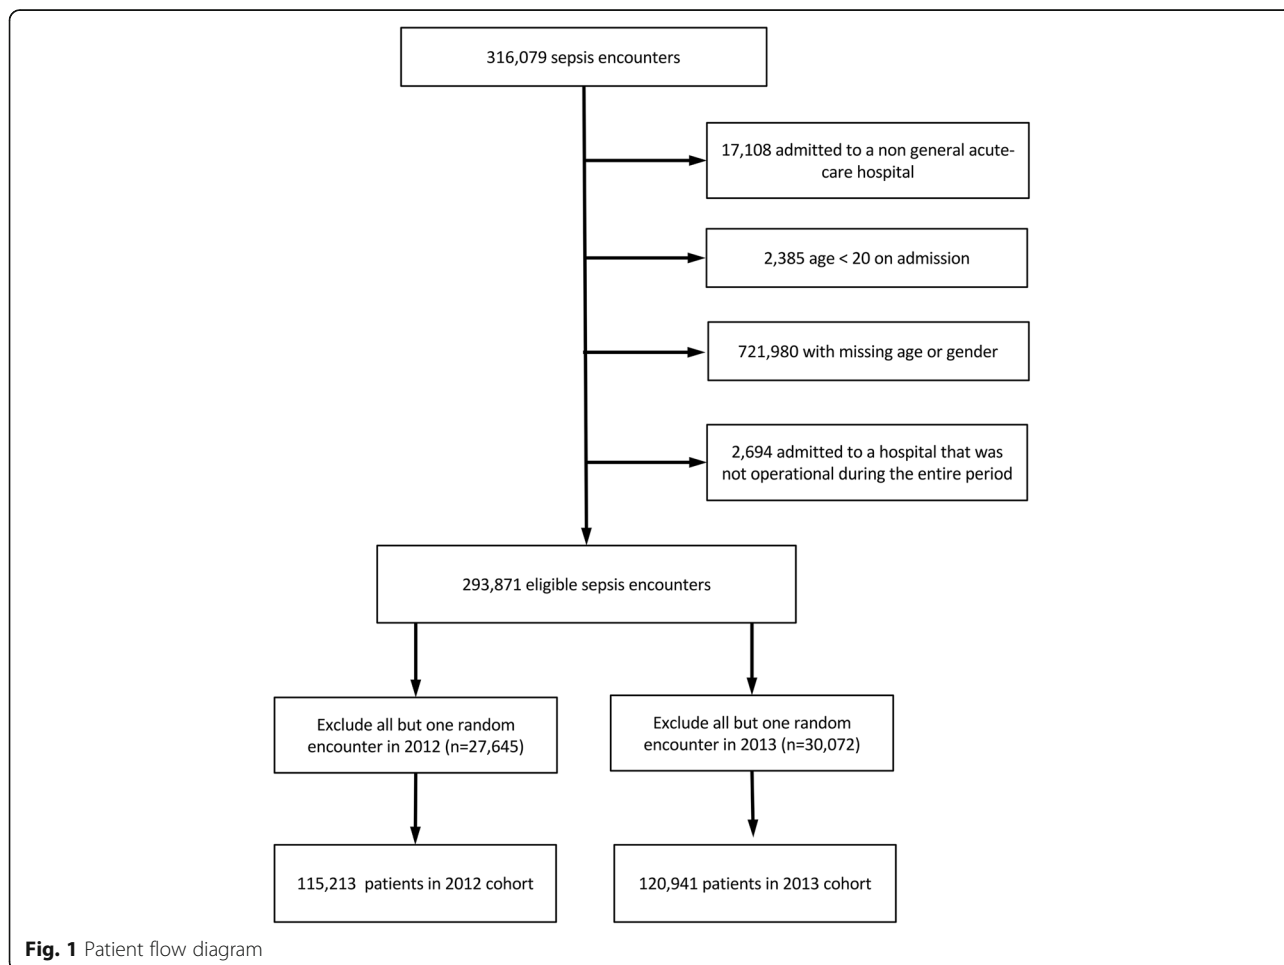 316,079 sepsis encounters
17,108 admitted to a non general acute-
care hospital
2,385 age < 20 on admission
721,980 with missing age or gender
2,694 admitted to a hospital that was
not operational during the entire period
293,871 eligible sepsis encounters
Exclude all but one random
encounter in 2012 (n=27,645)
Exclude all but one random
encounter in 2013 (n=30,072)
115,213 patients in 2012 cohort
120,941 patients in 2013 cohort
Fig. 1 Patient flow diagram